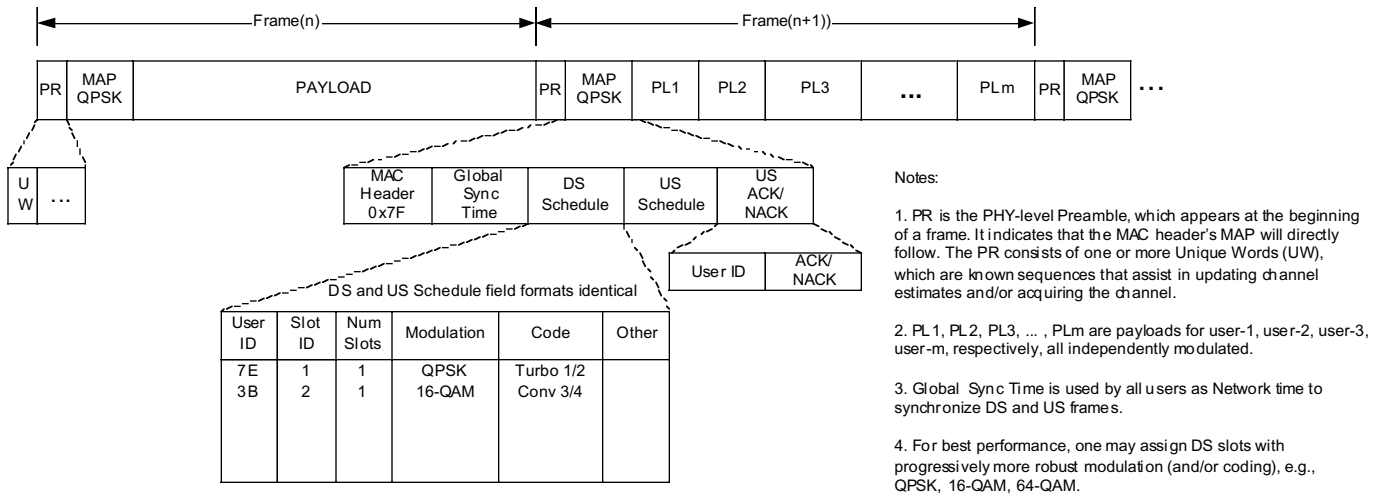 Frame(n)
Frame(n+1))
PR
MAP
QPSK
PAYLOAD
PR
MAP
QPSK
PL1
PL2
PL3
...
PLm
PR
MAP
QPSK
...
U
W
...
MAC
Header
0x7F
Global
Sync
Time
DS
Schedule
US
Schedule
US
ACK/
NACK
User ID
ACK/
NACK
DS and US Schedule field formats identical
User
ID
Slot
ID
Num
Slots
Modulation
Code
Other
7E 1 1 QPSK Turbo 1/2
3B 2 1 16-QAM Conv 3/4
Notes:
1. PR is the PHY-level Preamble, which appears at the beginning
of a frame. It indicates that the MAC header's MAP will directly
follow. The PR consists of one or more Unique Words (UW),
which are known sequences that assist in updating channel
estimates and/or acquiring the channel.
2. PL1, PL2, PL3, ... , PLm are payloads for user-1, user-2, user-3,
user-m, respectively, all independently modulated.
3. Global Sync Time is used by all users as Network time to
synchronize DS and US frames.
4. For best performance, one may assign DS slots with
progressively more robust modulation (and/or coding), e.g.,
QPSK, 16-QAM, 64-QAM.